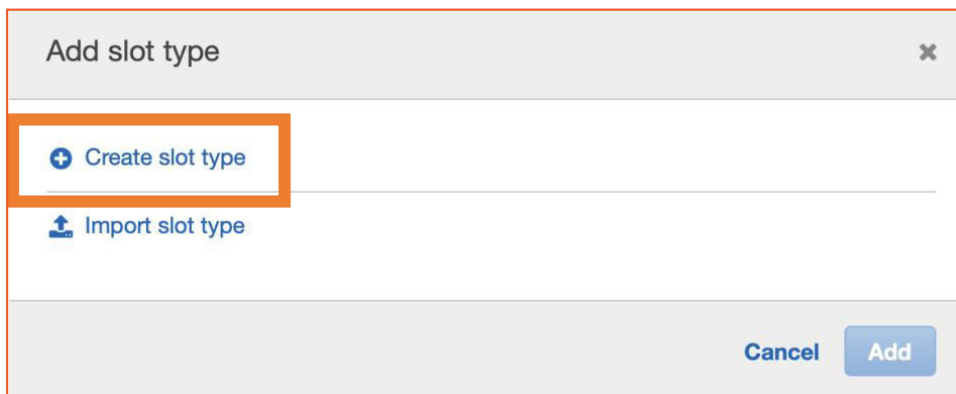 Add slot type
Create slot type
Import slot type
Cancel Add